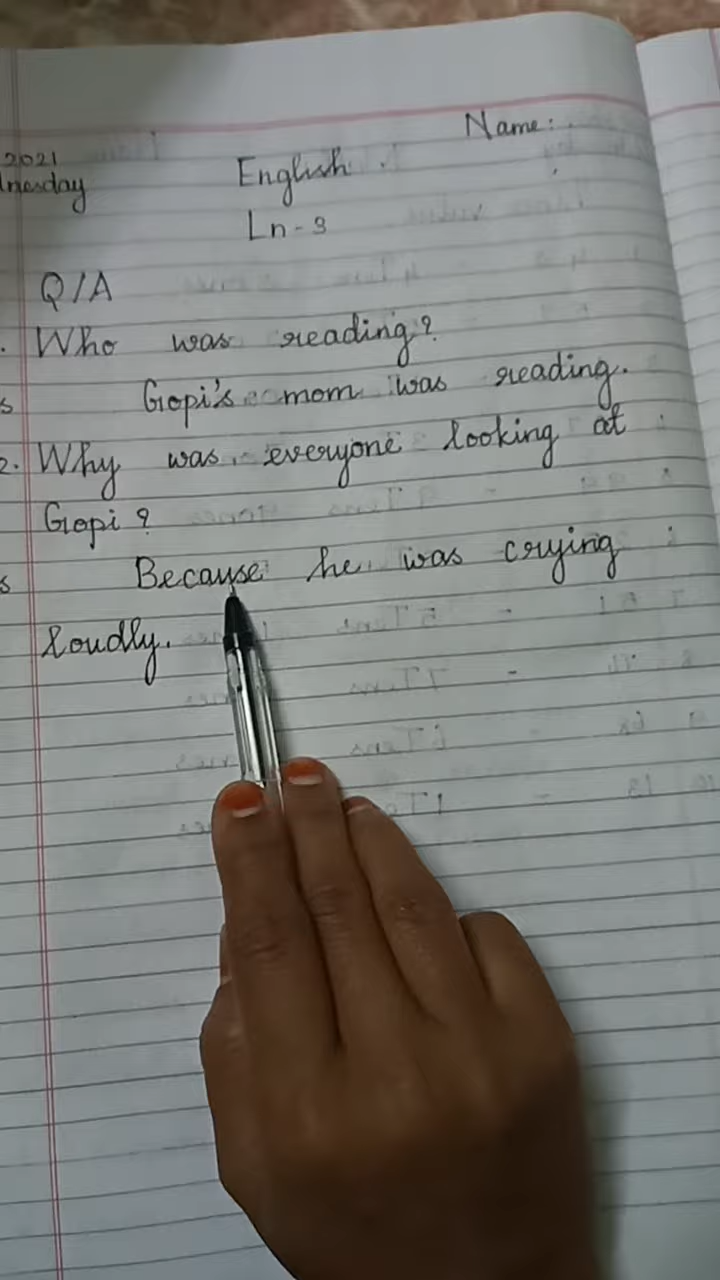 Name:
2021
English
Ln-3
Q/A
Who was reading?
Gopi's mom was reading.
2. Why was everyone looking at
Gopi?
Because he was crying
loudly.